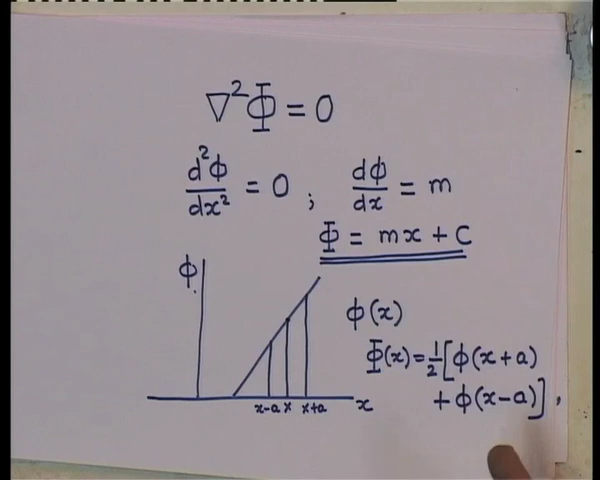 ∇²Φ = 0
d²φ/dx² = 0 ; dφ/dx = m
Φ = mx + C
φ
φ(x)
Φ(x) = 1/2 [φ(x+a)
+ φ(x-a)].
x-a x x+a x